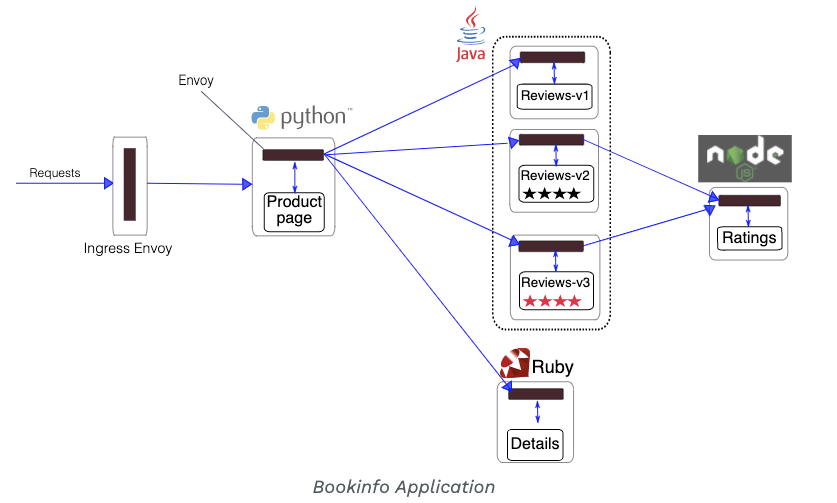 Java
Envoy
python™
Reviews-v1
Requests
Product
page
Ingress Envoy
Reviews-v2
node
JS
Ratings
Reviews-v3
Ruby
Details
Bookinfo Application